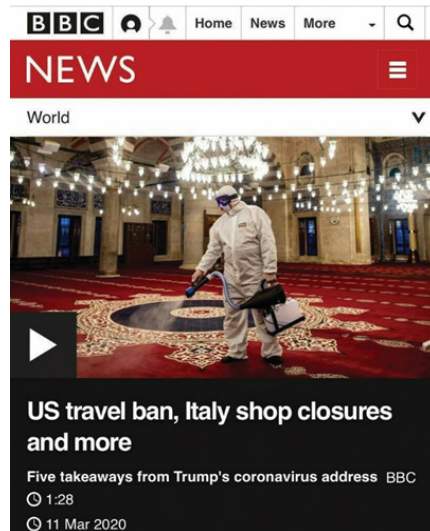 BBC Home News More
NEWS
World
US travel ban, Italy shop closures
and more
Five takeaways from Trump's coronavirus address BBC
1:28
11 Mar 2020